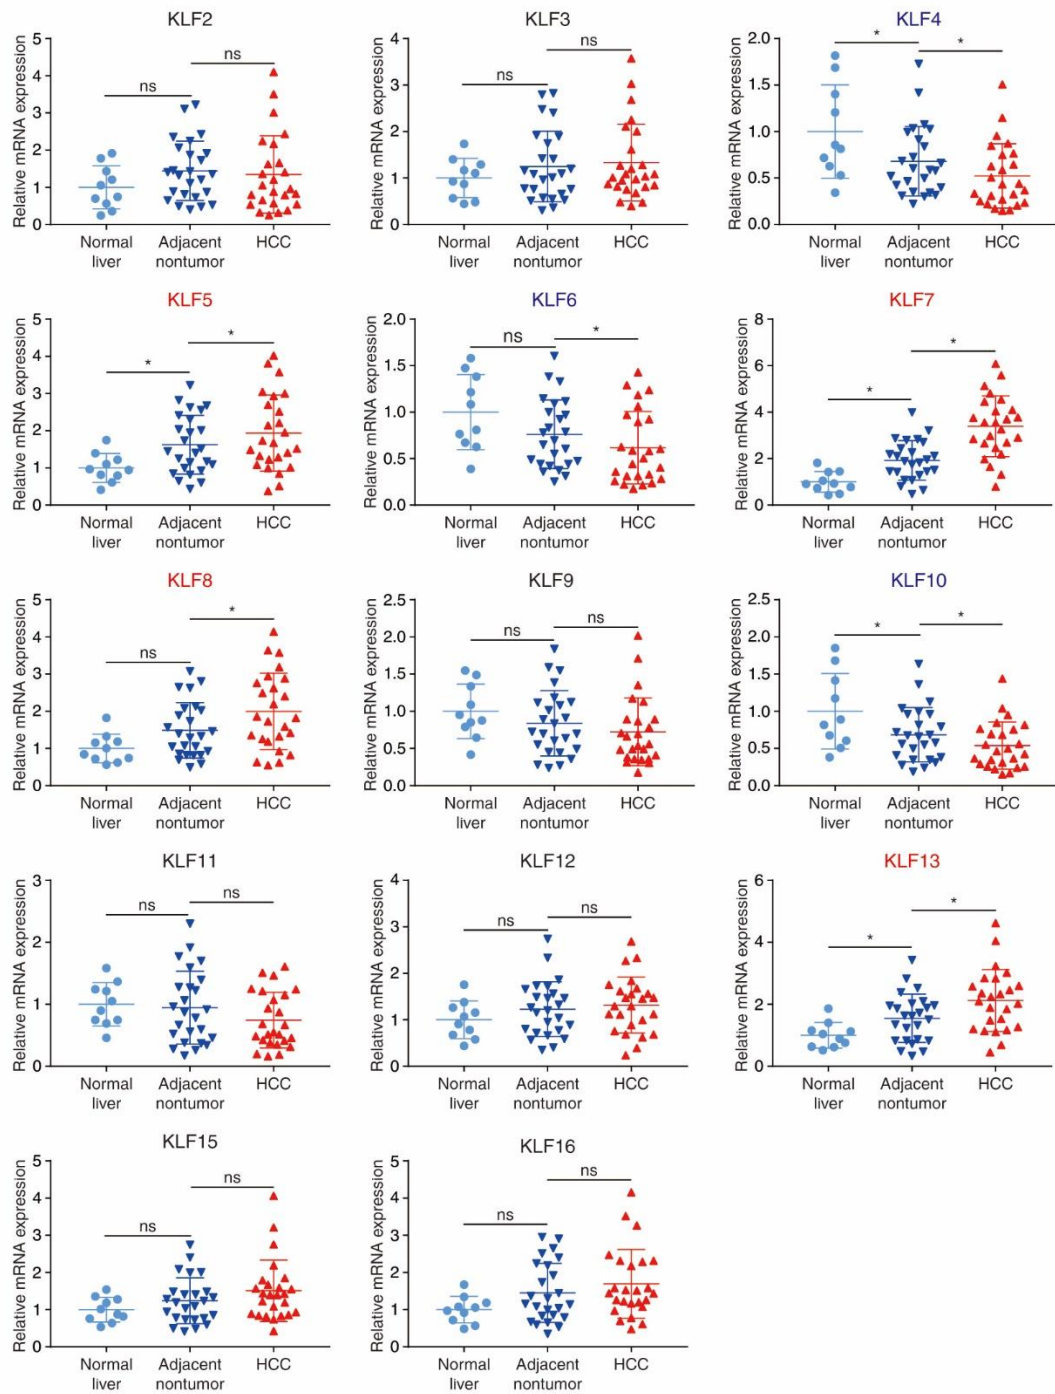 KLF2
Relative mRNA expression
5
4
3
2
1
0
ns
ns
Normal liver
Adjacent nontumor
HCC
KLF3
Relative mRNA expression
4
3
2
1
0
ns
ns
Normal liver
Adjacent nontumor
HCC
KLF4
Relative mRNA expression
2.0
1.5
1.0
0.5
0.0
*
*
Normal liver
Adjacent nontumor
HCC
KLF5
Relative mRNA expression
5
4
3
2
1
0
*
*
Normal liver
Adjacent nontumor
HCC
KLF6
Relative mRNA expression
2.0
1.5
1.0
0.5
0.0
ns
*
Normal liver
Adjacent nontumor
HCC
KLF7
Relative mRNA expression
8
6
4
2
0
*
*
Normal liver
Adjacent nontumor
HCC
KLF8
Relative mRNA expression
5
4
3
2
1
0
ns
*
Normal liver
Adjacent nontumor
HCC
KLF9
Relative mRNA expression
2.5
2.0
1.5
1.0
0.5
0.0
ns
ns
Normal liver
Adjacent nontumor
HCC
KLF10
Relative mRNA expression
2.5
2.0
1.5
1.0
0.5
0.0
*
*
Normal liver
Adjacent nontumor
HCC
KLF11
Relative mRNA expression
3
2
1
0
ns
ns
Normal liver
Adjacent nontumor
HCC
KLF12
Relative mRNA expression
4
3
2
1
0
ns
ns
Normal liver
Adjacent nontumor
HCC
KLF13
Relative mRNA expression
6
4
2
0
*
*
Normal liver
Adjacent nontumor
HCC
KLF15
Relative mRNA expression
5
4
3
2
1
0
ns
ns
Normal liver
Adjacent nontumor
HCC
KLF16
Relative mRNA expression
5
4
3
2
1
0
ns
ns
Normal liver
Adjacent nontumor
HCC